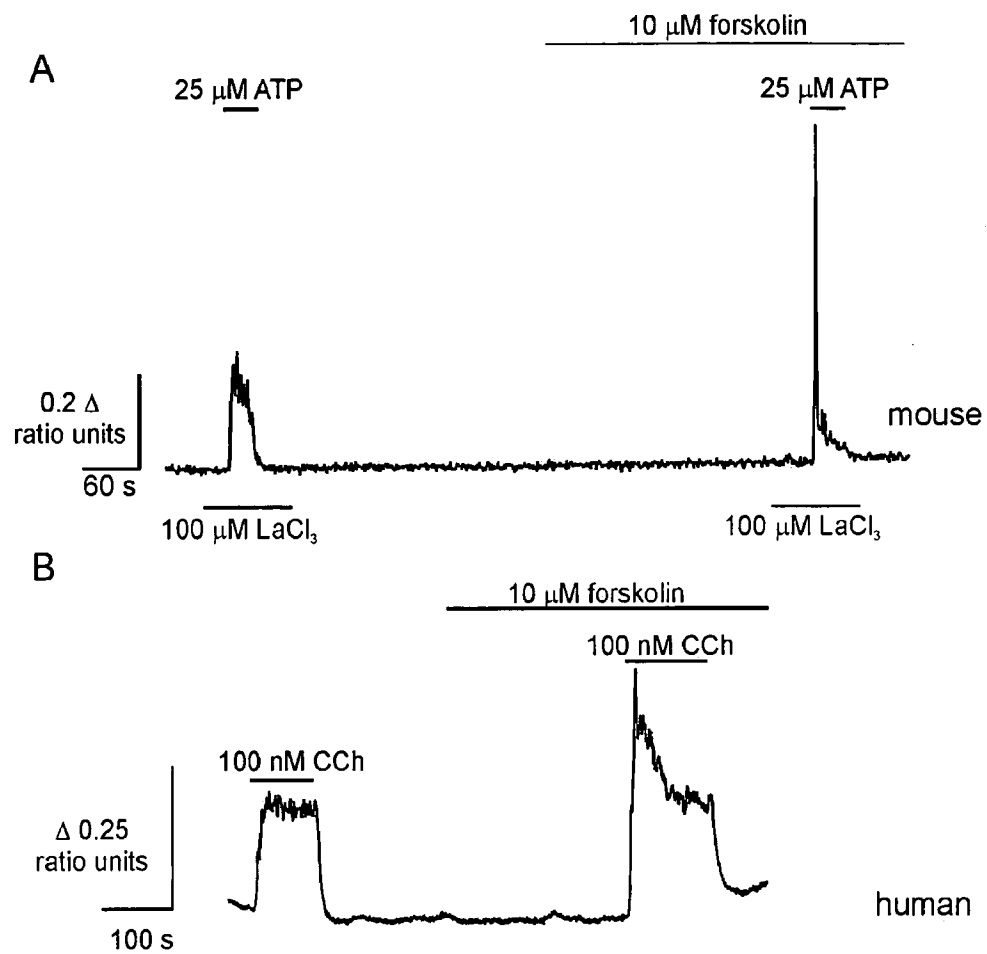 10 μM forskolin
A
25 μM ATP
25 μM ATP
0.2 Δ
ratio units
mouse
60 s
100 μM LaCl₃
100 μM LaCl₃
B
10 μM forskolin
100 nM CCh
100 nM CCh
Δ 0.25
ratio units
human
100 s